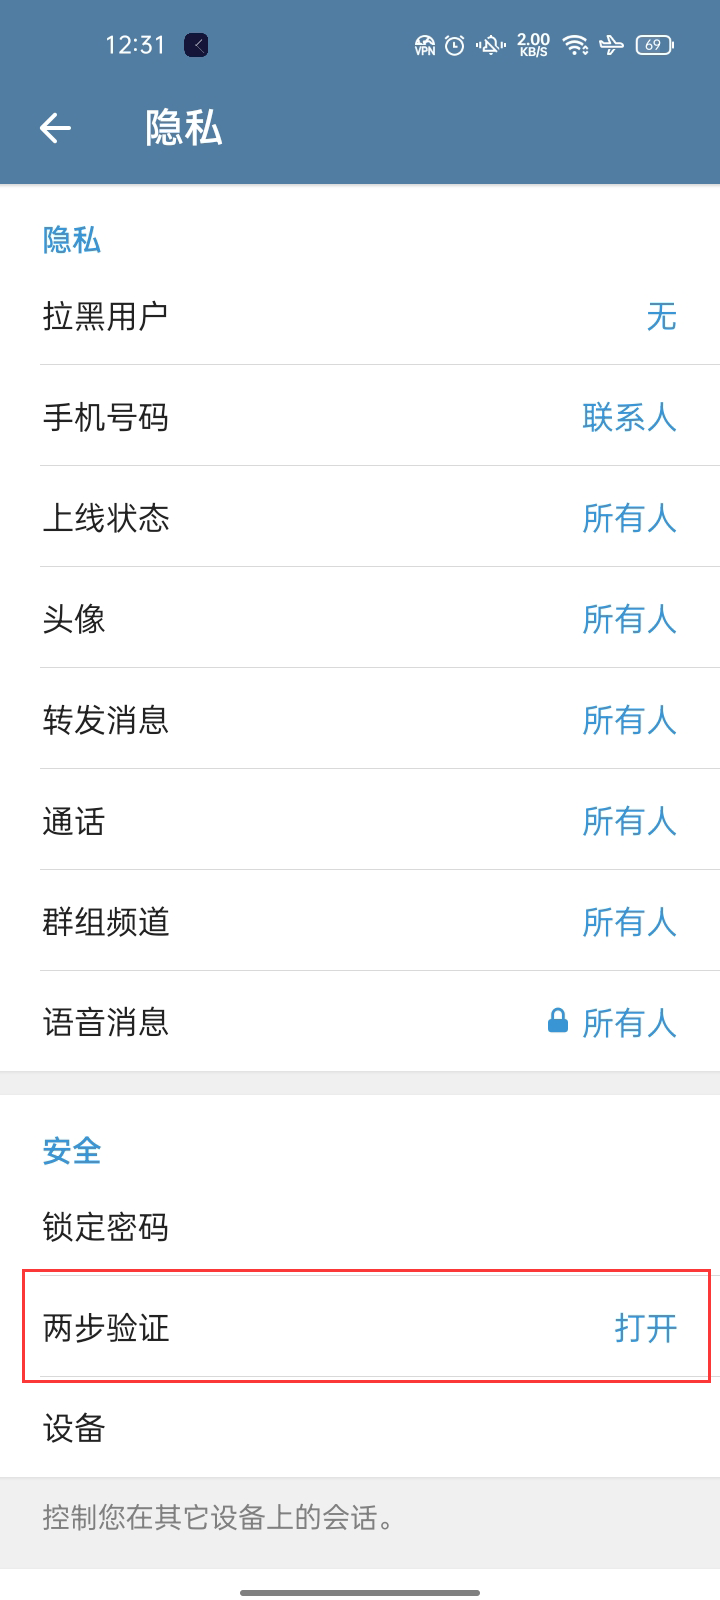 12:31 VPN 2.00 KB/S 69
隐私
隐私
拉黑用户 无
手机号码 联系人
上线状态 所有人
头像 所有人
转发消息 所有人
通话 所有人
群组频道 所有人
语音消息 所有人
安全
锁定密码
两步验证 打开
设备
控制您在其它设备上的会话。